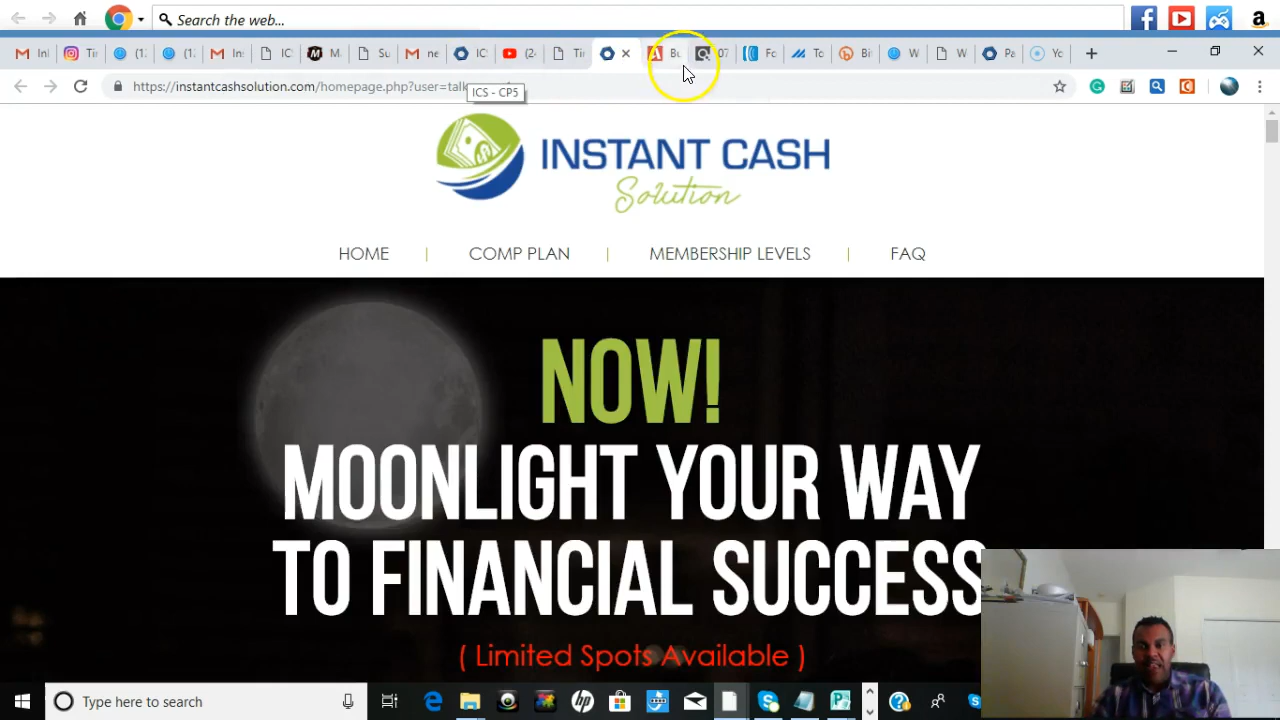 Search the web...
https://instantcashsolution.com/homepage.php?user=talk
ICS - CP5
INSTANT CASH
Solution
HOME | COMP PLAN | MEMBERSHIP LEVELS | FAQ
NOW!
MOONLIGHT YOUR WAY
TO FINANCIAL SUCCESS
( Limited Spots Available )
Type here to search